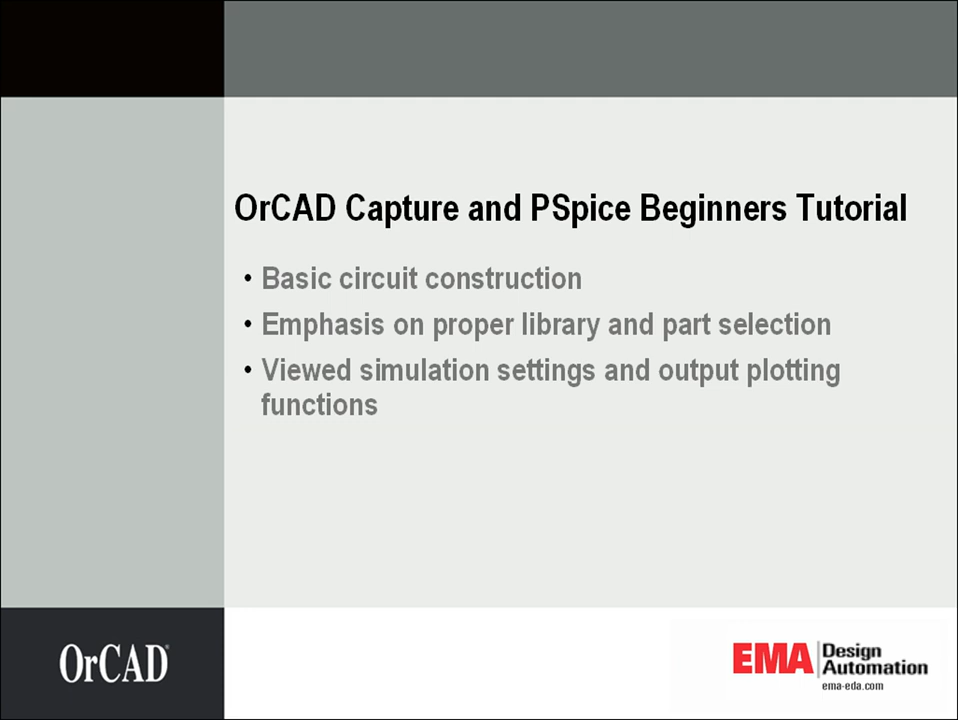 OrCAD Capture and PSpice Beginners Tutorial
• Basic circuit construction
• Emphasis on proper library and part selection
• Viewed simulation settings and output plotting
functions
OrCAD®
EMA Design
Automation
ema-eda.com